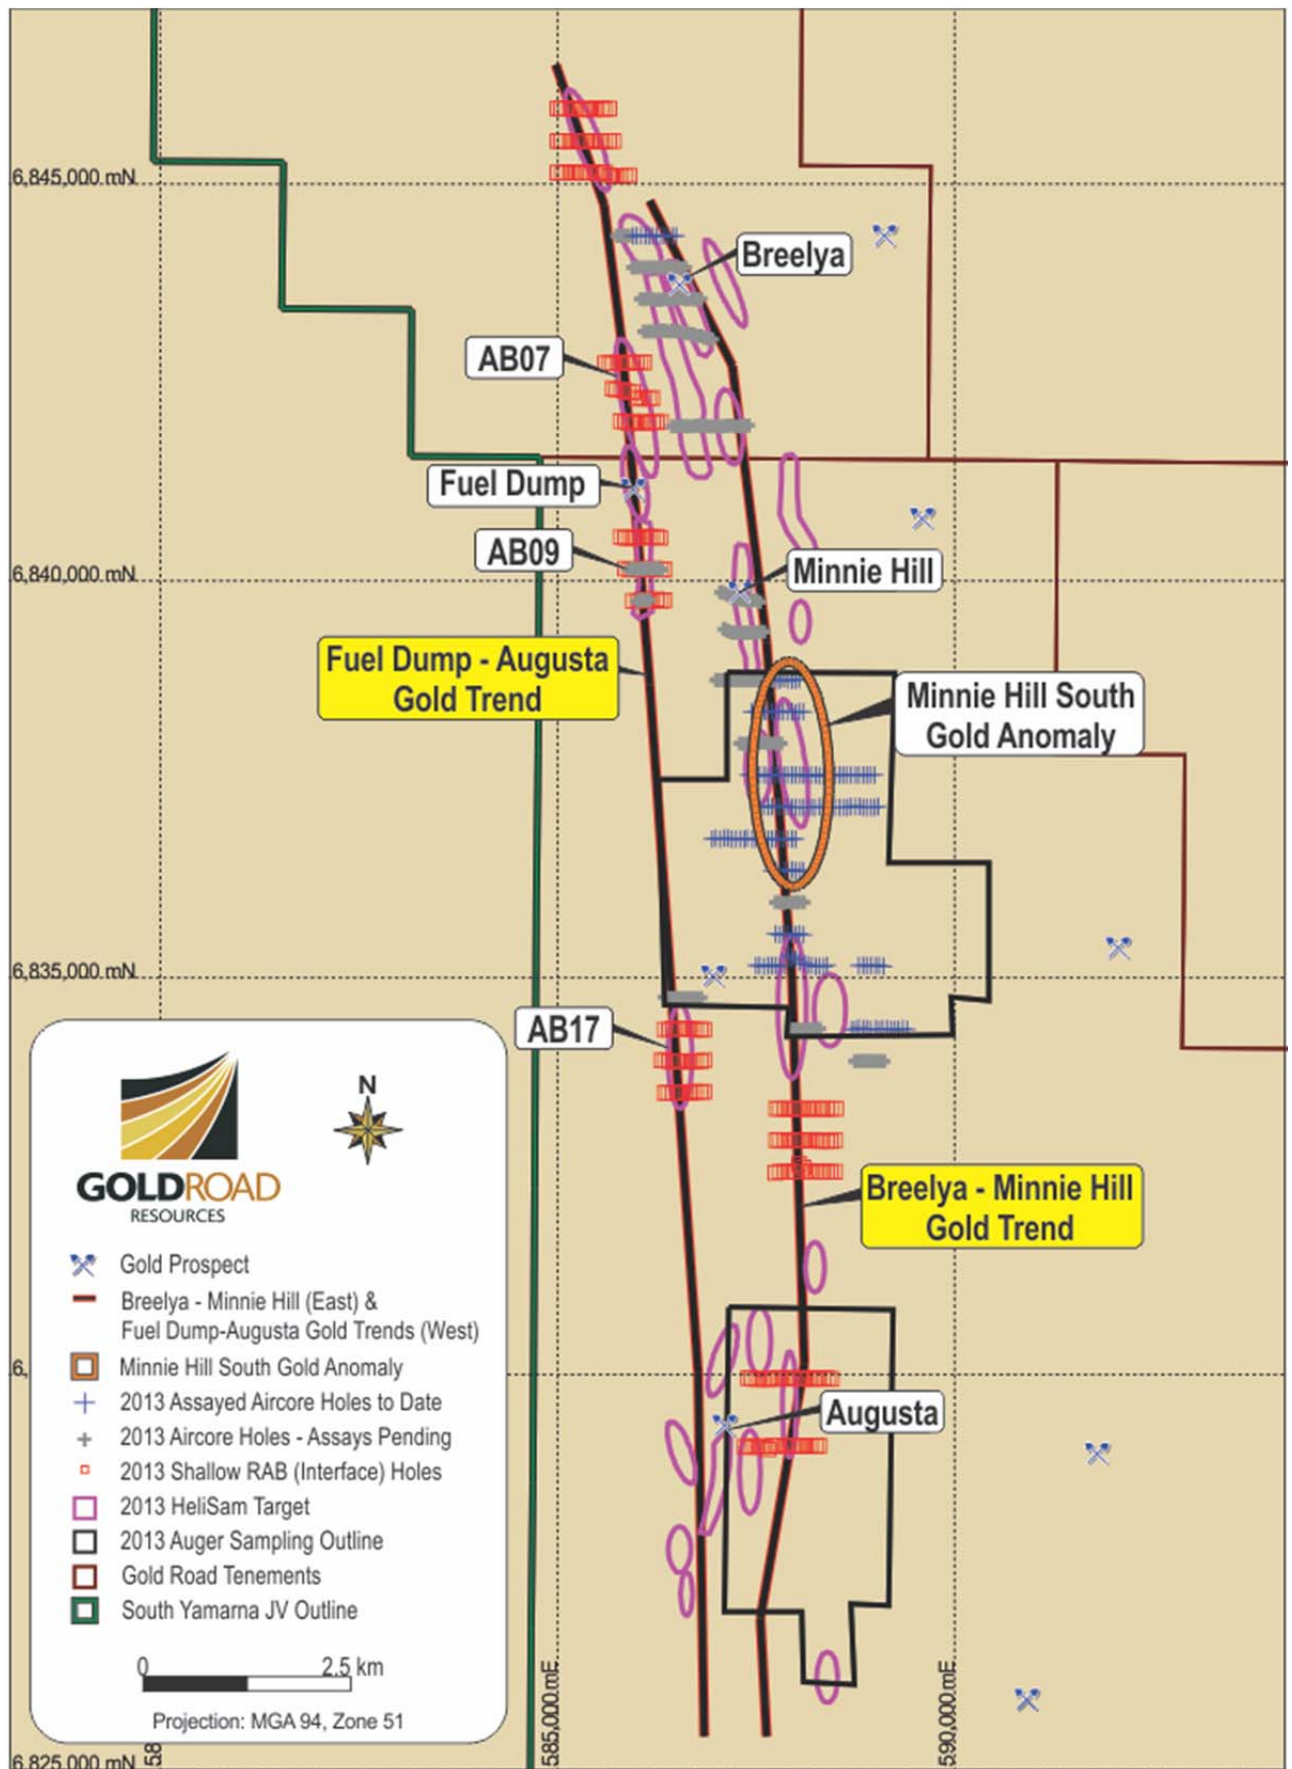 6,845,000 mN
Breelya
AB07
Fuel Dump
AB09
6,840,000 mN
Minnie Hill
Fuel Dump - Augusta
Gold Trend
Minnie Hill South
Gold Anomaly
6,835,000 mN
AB17
N
GOLDROAD
RESOURCES
Breelya - Minnie Hill
Gold Trend
Gold Prospect
Breelya - Minnie Hill (East) &
Fuel Dump-Augusta Gold Trends (West)
6,
Minnie Hill South Gold Anomaly
2013 Assayed Aircore Holes to Date
Augusta
2013 Aircore Holes - Assays Pending
2013 Shallow RAB (Interface) Holes
2013 HeliSam Target
2013 Auger Sampling Outline
Gold Road Tenements
South Yamarna JV Outline
0 2.5 km
Projection: MGA 94, Zone 51
58
585,000 mE
590,000 mE
6,825,000 mN